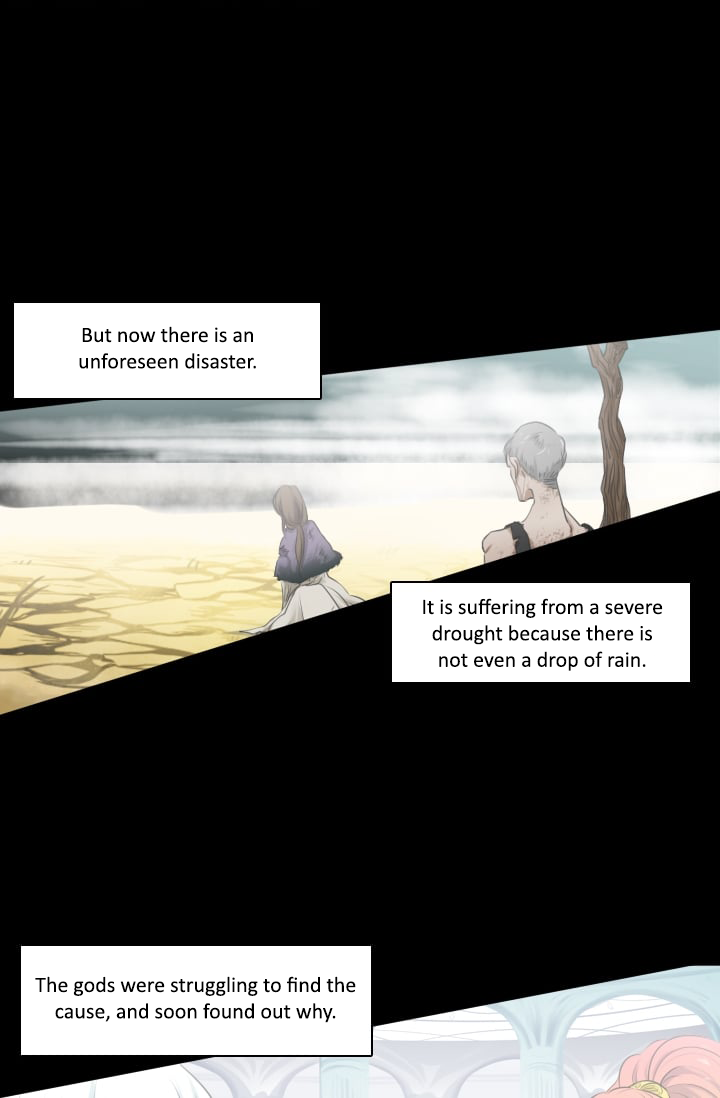 But now there is an
unforeseen disaster.
It is suffering from a severe
drought because there is
not even a drop of rain.
The gods were struggling to find the
cause, and soon found out why.